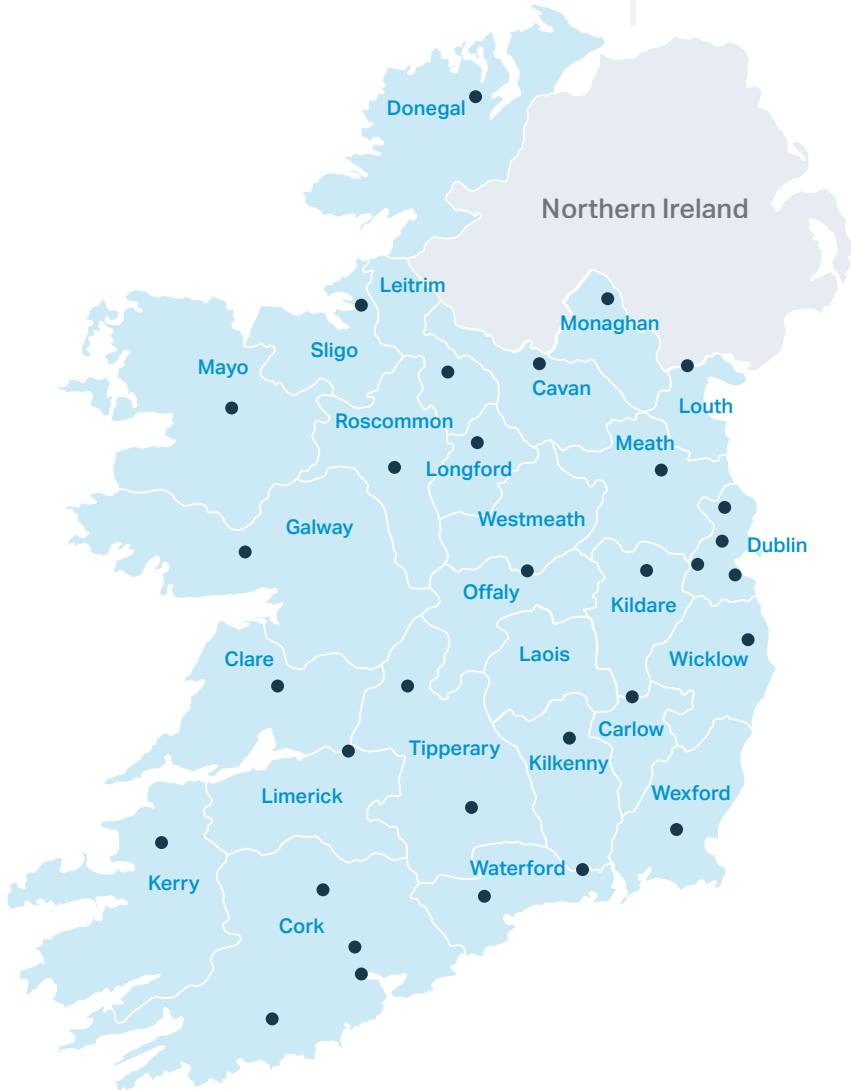 Donegal
Northern Ireland
Leitrim
Monaghan
Sligo
Mayo
Cavan
Louth
Roscommon
Meath
Longford
Westmeath
Galway
Dublin
Offaly
Kildare
Laois
Clare
Wicklow
Carlow
Tipperary
Kilkenny
Limerick
Wexford
Waterford
Kerry
Cork